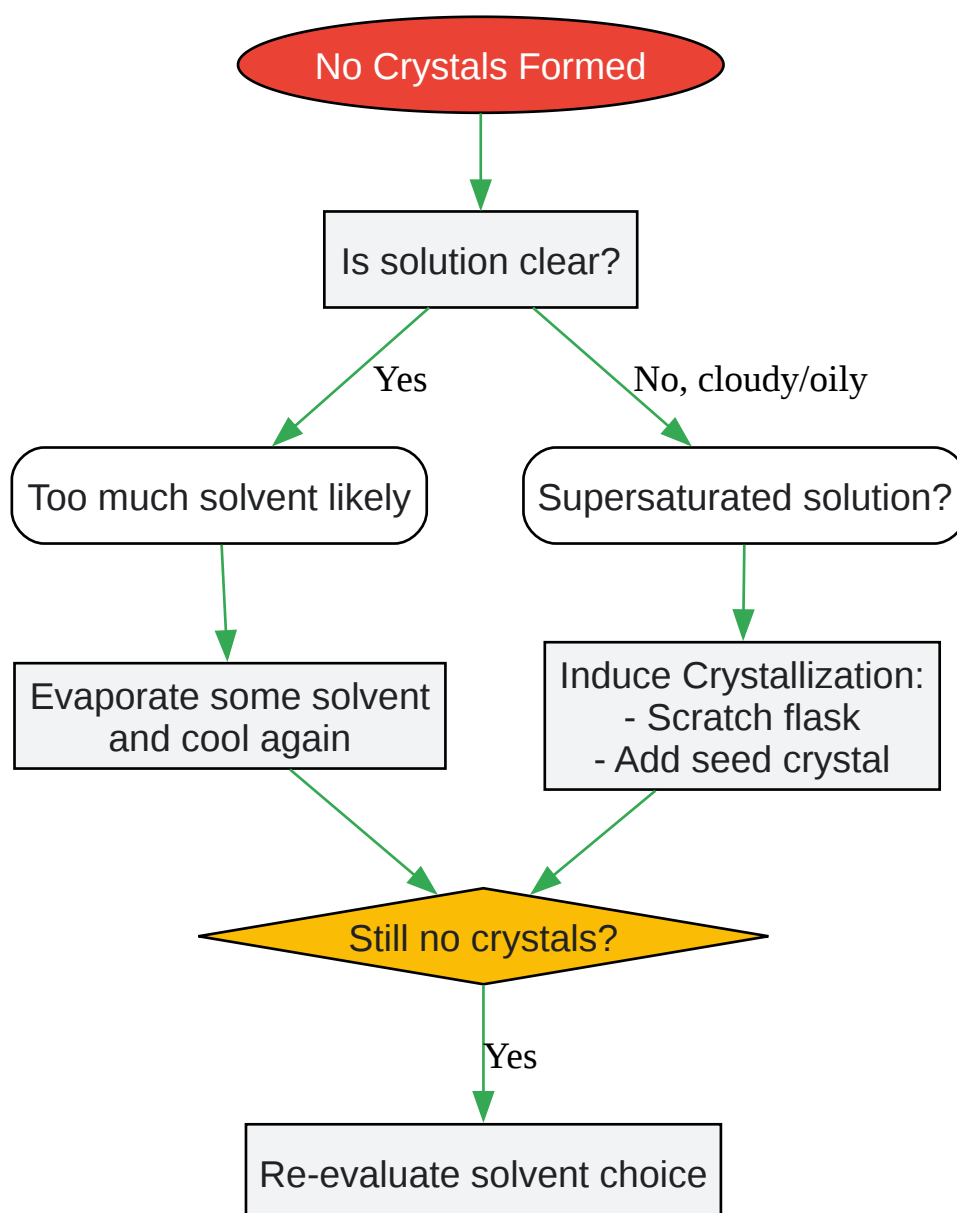 No Crystals Formed
Is solution clear?
Yes
No, cloudy/oily
Too much solvent likely
Supersaturated solution?
Evaporate some solvent
and cool again
Induce Crystallization:
- Scratch flask
- Add seed crystal
Still no crystals?
Yes
Re-evaluate solvent choice